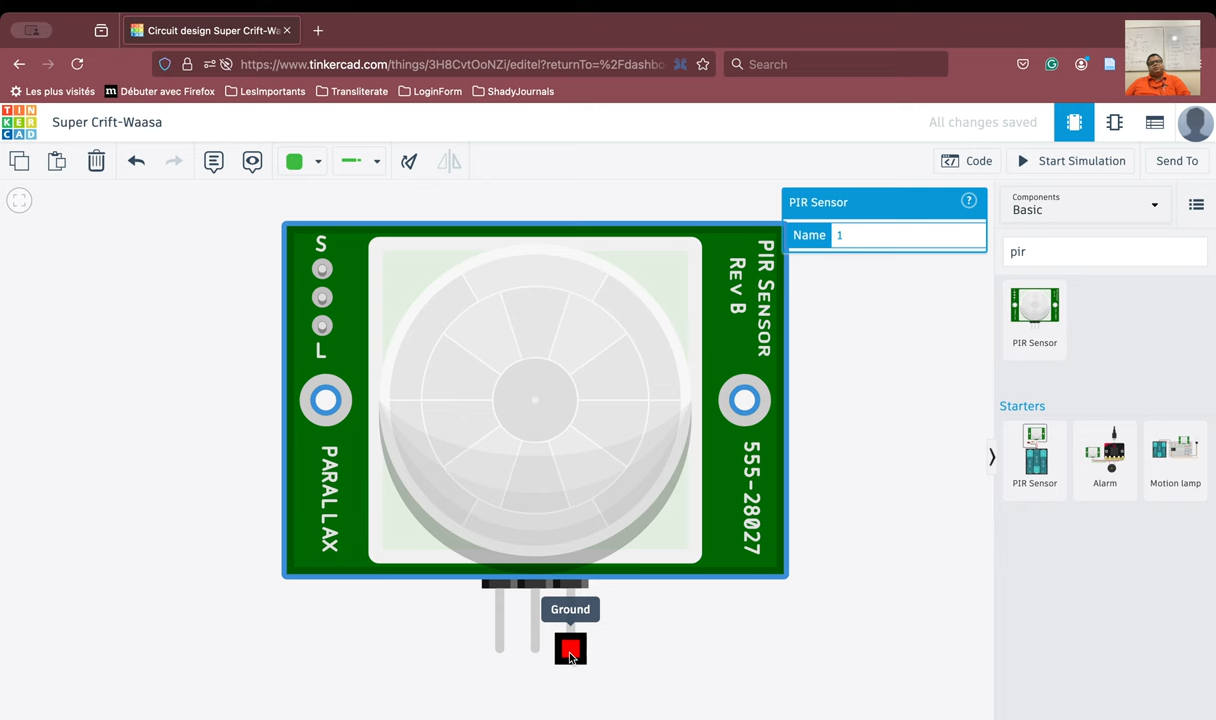 Circuit design Super Crift-Wa
https://www.tinkercad.com/things/3H8CvtOoNZi/editel?returnTo=%2Fdashbo
Search
Les plus visités
Débuter avec Firefox
LesImportants
Transliterate
LoginForm
ShadyJournals
TIN
KER
CAD
Super Crift-Waasa
All changes saved
Code
Start Simulation
Send To
PIR Sensor
?
Name
1
Components
Basic
pir
PIR Sensor
Starters
PIR Sensor
Alarm
Motion lamp
S
L
PARALLAX
PIR SENSOR
REV B
555-28027
Ground